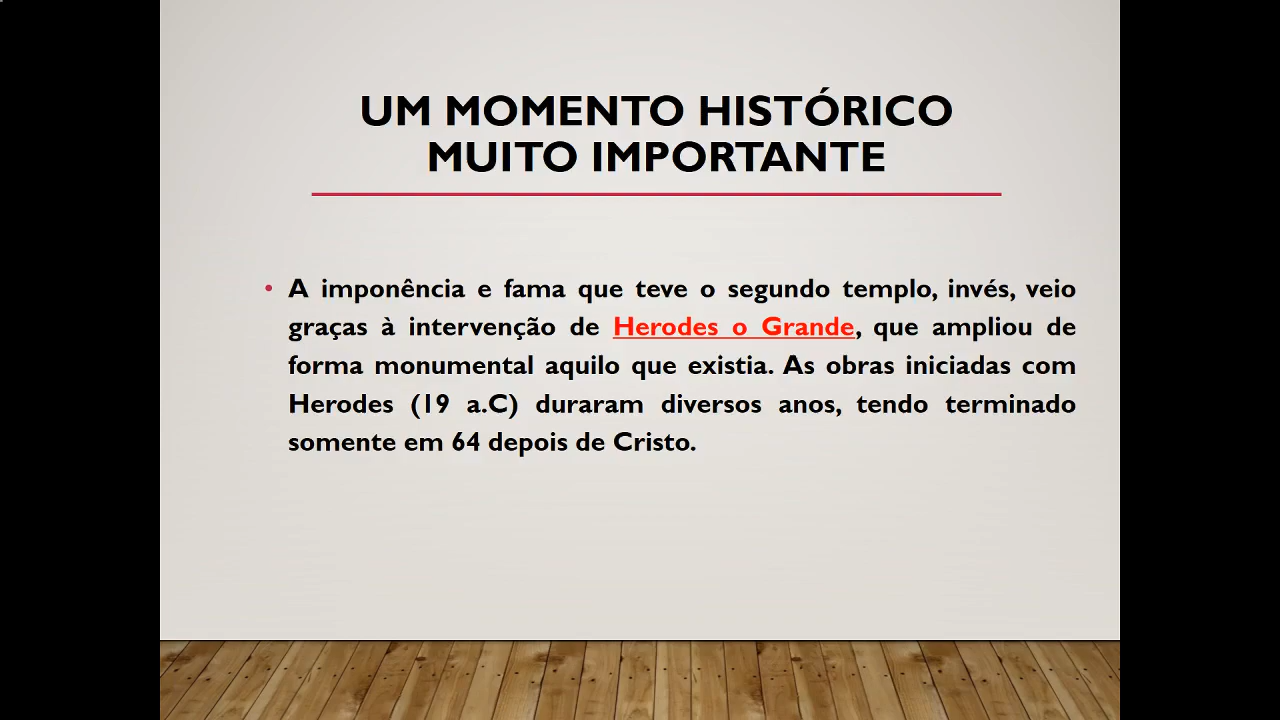 UM MOMENTO HISTÓRICO
MUITO IMPORTANTE
• A imponência e fama que teve o segundo templo, invés, veio
graças à intervenção de Herodes o Grande, que ampliou de
forma monumental aquilo que existia. As obras iniciadas com
Herodes (19 a.C) duraram diversos anos, tendo terminado
somente em 64 depois de Cristo.